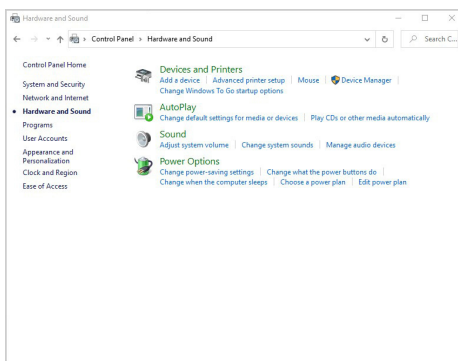 Hardware and Sound
Control Panel > Hardware and Sound
Search C...
Control Panel Home
System and Security
Network and Internet
Hardware and Sound
Programs
User Accounts
Appearance and
Personalization
Clock and Region
Ease of Access
Devices and Printers
Add a device | Advanced printer setup | Mouse | Device Manager |
Change Windows To Go startup options
AutoPlay
Change default settings for media or devices | Play CDs or other media automatically
Sound
Adjust system volume | Change system sounds | Manage audio devices
Power Options
Change power-saving settings | Change what the power buttons do |
Change when the computer sleeps | Choose a power plan | Edit power plan